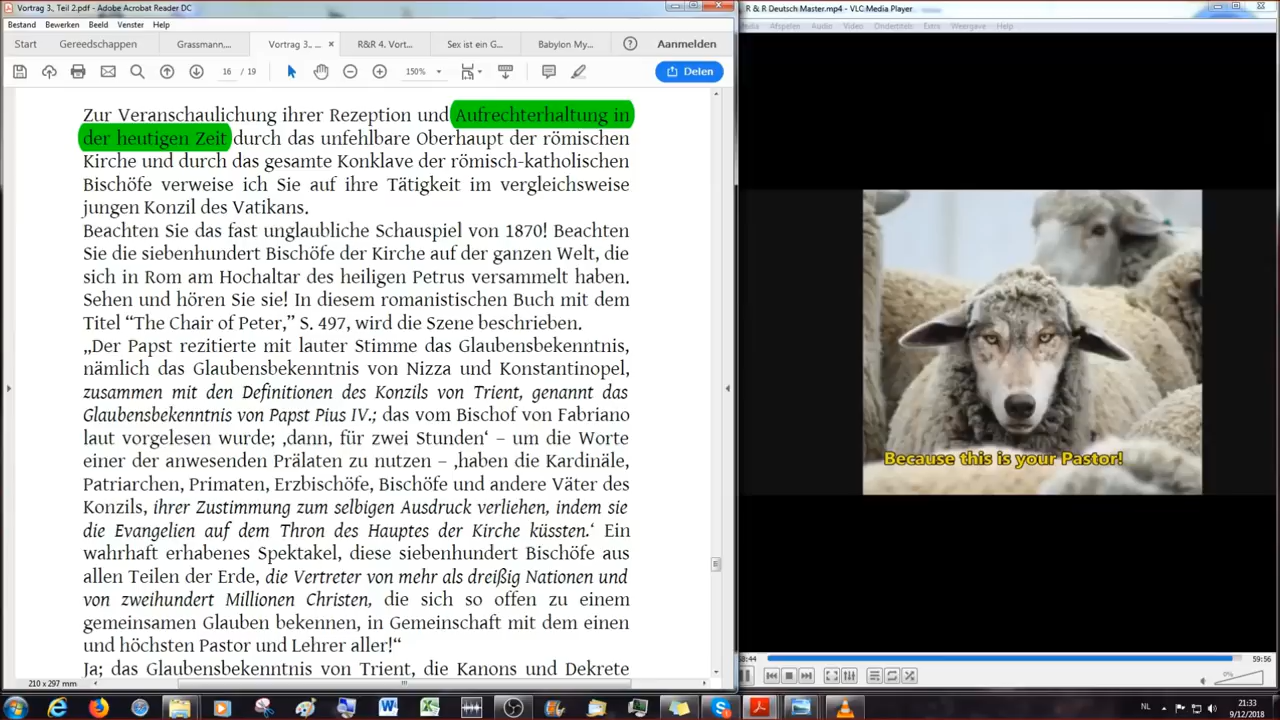 Vortrag 3, Teil 2.pdf - Adobe Acrobat Reader DC
Bestand Bewerken Beeld Venster Help
Start Gereedschappen Grassmann,... Vortrag 3., ... × R&R 4. Vort... Sex ist ein G... Babylon My... Aanmelden
16 / 19 150% Delen
Zur Veranschaulichung ihrer Rezeption und Aufrechterhaltung in
der heutigen Zeit durch das unfehlbare Oberhaupt der römischen
Kirche und durch das gesamte Konklave der römisch-katholischen
Bischöfe verweise ich Sie auf ihre Tätigkeit im vergleichsweise
jungen Konzil des Vatikans.
Beachten Sie das fast unglaubliche Schauspiel von 1870! Beachten
Sie die siebenhundert Bischöfe der Kirche auf der ganzen Welt, die
sich in Rom am Hochaltar des heiligen Petrus versammelt haben.
Sehen und hören Sie sie! In diesem romanistischen Buch mit dem
Titel “The Chair of Peter,” S. 497, wird die Szene beschrieben.
„Der Papst rezitierte mit lauter Stimme das Glaubensbekenntnis,
nämlich das Glaubensbekenntnis von Nizza und Konstantinopel,
zusammen mit den Definitionen des Konzils von Trient, genannt das
Glaubensbekenntnis von Papst Pius IV.; das vom Bischof von Fabriano
laut vorgelesen wurde; ‚dann, für zwei Stunden‘ – um die Worte
einer der anwesenden Prälaten zu nutzen – ‚haben die Kardinäle,
Patriarchen, Primaten, Erzbischöfe, Bischöfe und andere Väter des
Konzils, ihrer Zustimmung zum selbigen Ausdruck verliehen, indem sie
die Evangelien auf dem Thron des Hauptes der Kirche küssten.‘ Ein
wahrhaft erhabenes Spektakel, diese siebenhundert Bischöfe aus
allen Teilen der Erde, die Vertreter von mehr als dreißig Nationen und
von zweihundert Millionen Christen, die sich so offen zu einem
gemeinsamen Glauben bekennen, in Gemeinschaft mit dem einen
und höchsten Pastor und Lehrer aller!“
Ja; das Glaubensbekenntnis von Trient, die Kanons und Dekrete
210 x 297 mm
R & R Deutsch Master.mp4 - VLC Media Player
Afspelen Audio Video Ondertitels Extra Weergave Help
Because this is your Pastor!
:44 59:56
0%
NL 21:33
9/12/2018